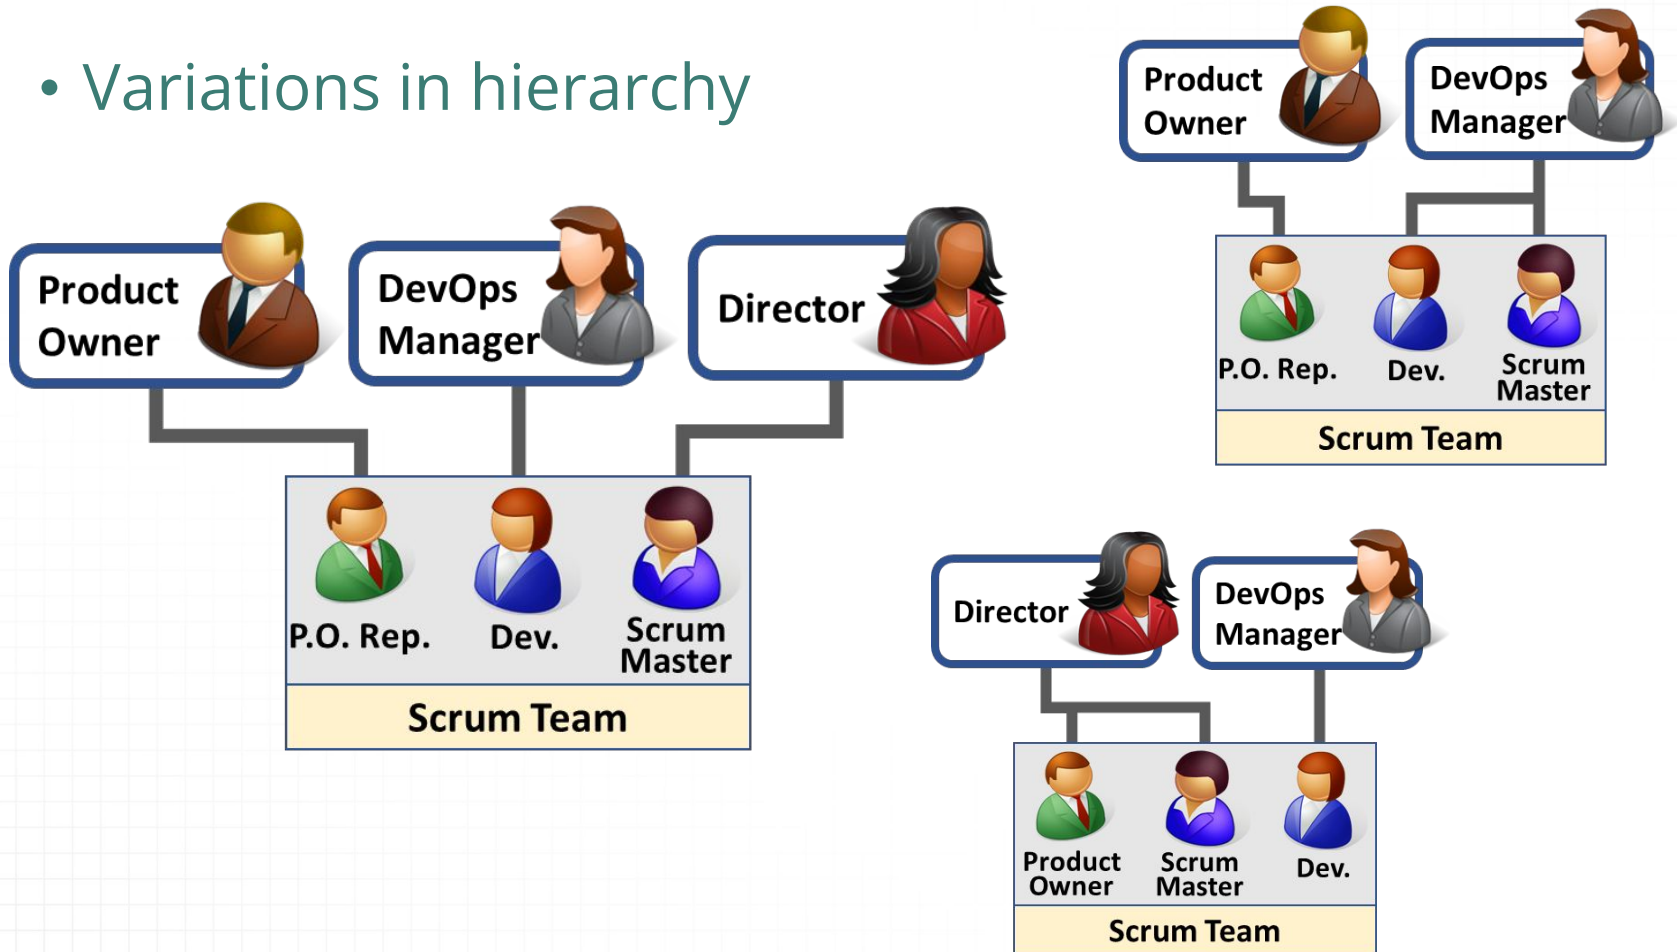 • Variations in hierarchy
Product
Owner
DevOps
Manager
Director
P.O. Rep.
Dev.
Scrum
Master
Scrum Team
Product
Owner
DevOps
Manager
P.O. Rep.
Dev.
Scrum
Master
Scrum Team
Director
DevOps
Manager
Product
Owner
Scrum
Master
Dev.
Scrum Team